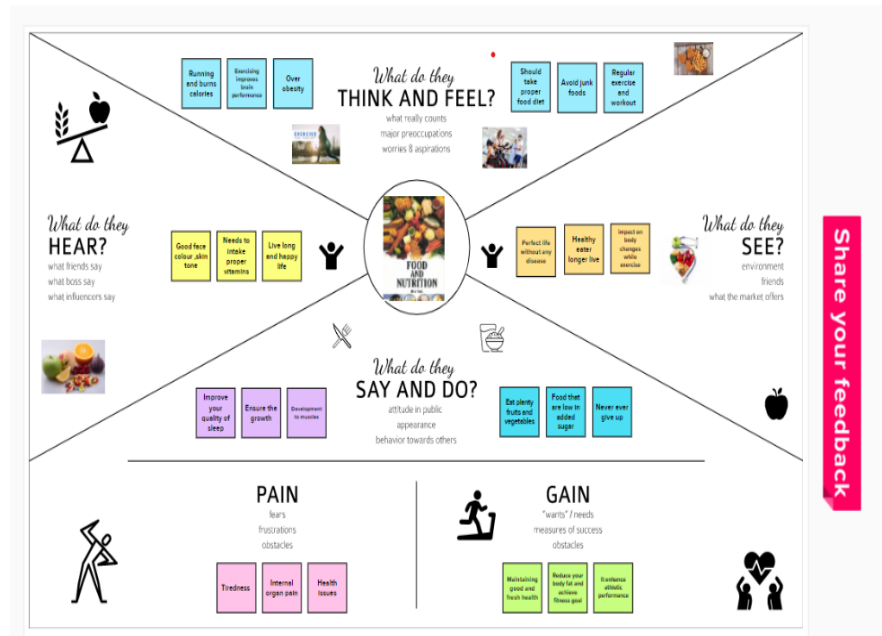 What do they
THINK AND FEEL?
what really counts
major preoccupations
worries & aspirations
Running
and burns
calories
Exercising
improves
brain
performance
Over
obesity
Should
take
proper
food diet
Avoid junk
foods
Regular
exercise
and
workout
What do they
HEAR?
what friends say
what boss say
what influencers say
Good face
colour ,skin
tone
Needs to
intake
proper
vitamins
Live long
and happy
life
FOOD
AND
NUTRITION
Perfect life
without any
disease
Healthy
eater
longer live
Impact on
body
changes
while
exercise
What do they
SEE?
environment
friends
what the market offers
What do they
SAY AND DO?
attitude in public
appearance
behavior towards others
Improve
your
quality of
sleep
Ensure the
growth
Development
to muscles
Eat plenty
fruits and
vegetables
Food that
are low in
added
sugar
Never ever
give up
PAIN
fears
frustrations
obstacles
Tiredness
Internal
organ pain
Health
issues
GAIN
"wants" / needs
measures of success
obstacles
Maintaining
good and
fresh health
Reduce your
body fat and
achieve
fitness goal
It enhance
athletic
performance
Share your feedback